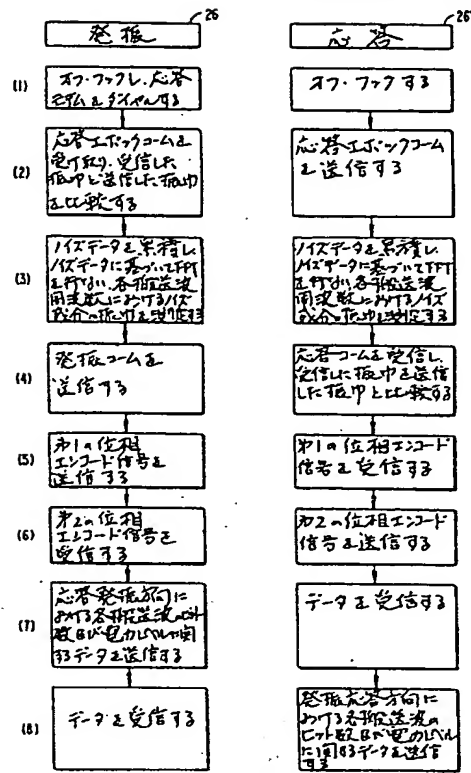 26
26
発振
応答
(1)
オフ・フックし、応答
モデムをダイヤルする
オフ・フックする
(2)
応答エポックコームを
受け取り、受信した
振巾と送信した振巾
を比較する
応答エポックコーム
を送信する
(3)
ノイズデータを累積し、
ノイズデータに基づいてFFT
を行ない、各搬送波
周波数におけるノイズ
成分の振巾を測定する
ノイズデータを累積し、
ノイズデータに基づいてFFT
を行ない、各搬送波
周波数におけるノイズ
成分の振巾を測定する
(4)
発振コームを
送信する
応答コームを受信し、
受信した振巾を送信
した振巾と比較する
(5)
第1の位相
エンコード信号を
送信する
第1の位相エンコード
信号を受信する
(6)
第2の位相
エンコード信号を
受信する
第2の位相エンコード
信号を送信する
(7)
応答発振方向に
おける各搬送波の
数及び電力レベルに関
するデータを送信する
データを受信する
(8)
データを受信する
発振応答方向に
おける各搬送波の
ビット数及び電力レベル
に関するデータを送信
する